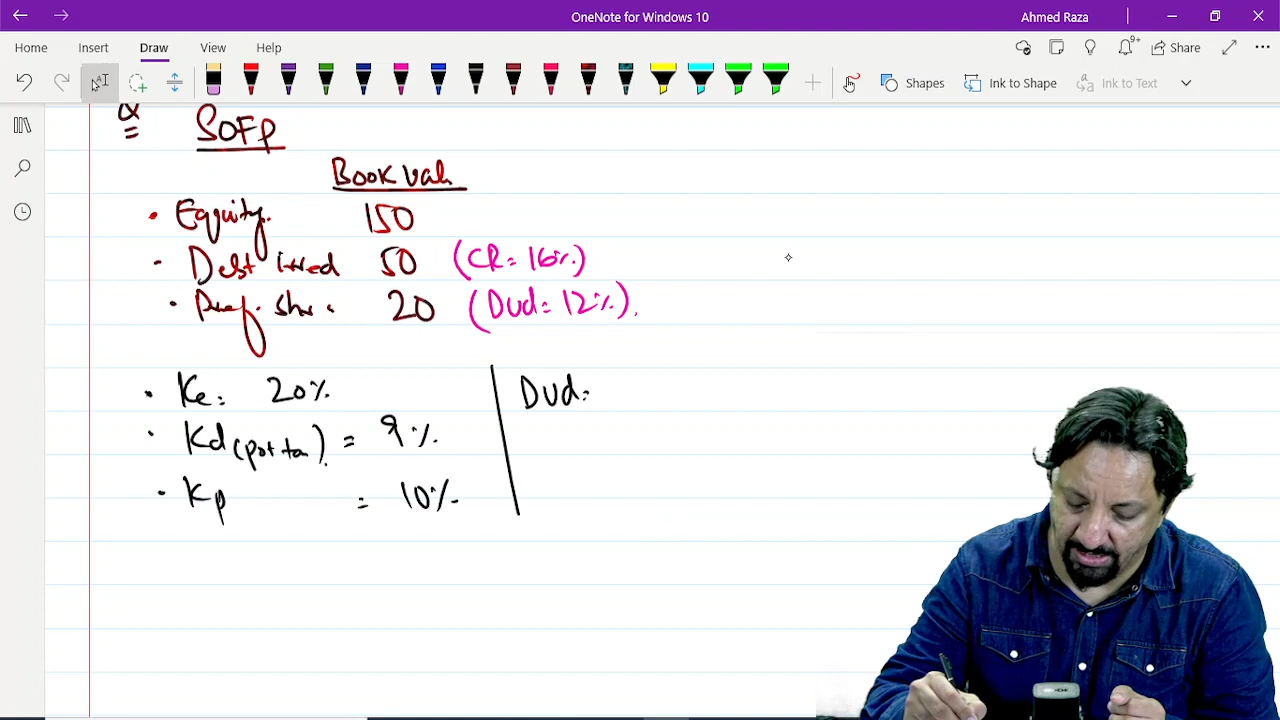 OneNote for Windows 10
Ahmed Raza
Home Insert Draw View Help
9+
Share
Shapes Ink to Shape Ink to Text
Q
= SOFP
Book val
• Equity. 150
• Debt irred 50 (CR = 16%)
• Pref. shr. 20 (Dvd = 12%).
• Ke = 20%
• Kd (post tax) = 9%
• Kp = 10%
Dvd =